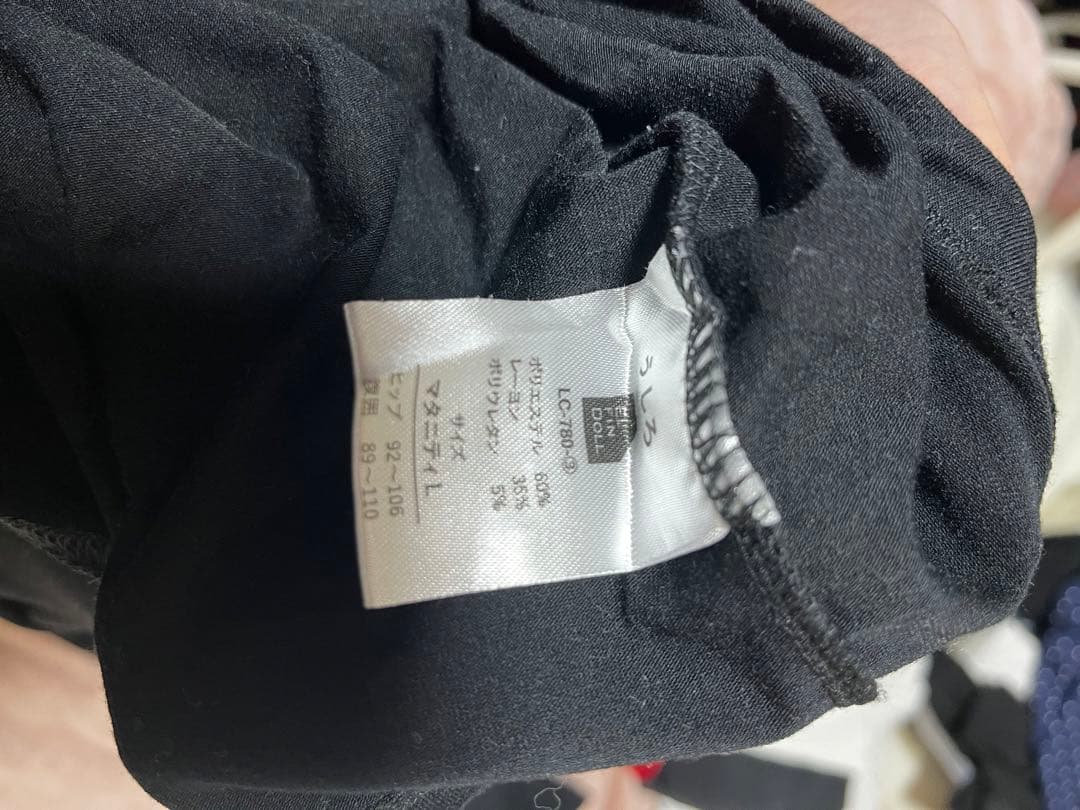 うしろ
FIN
DOLL
LC-780-③
ポリエステル 60%
レーヨン 35%
ポリウレタン 5%
サイズ
マタニティL
ヒップ 92~106
腹囲 89~110